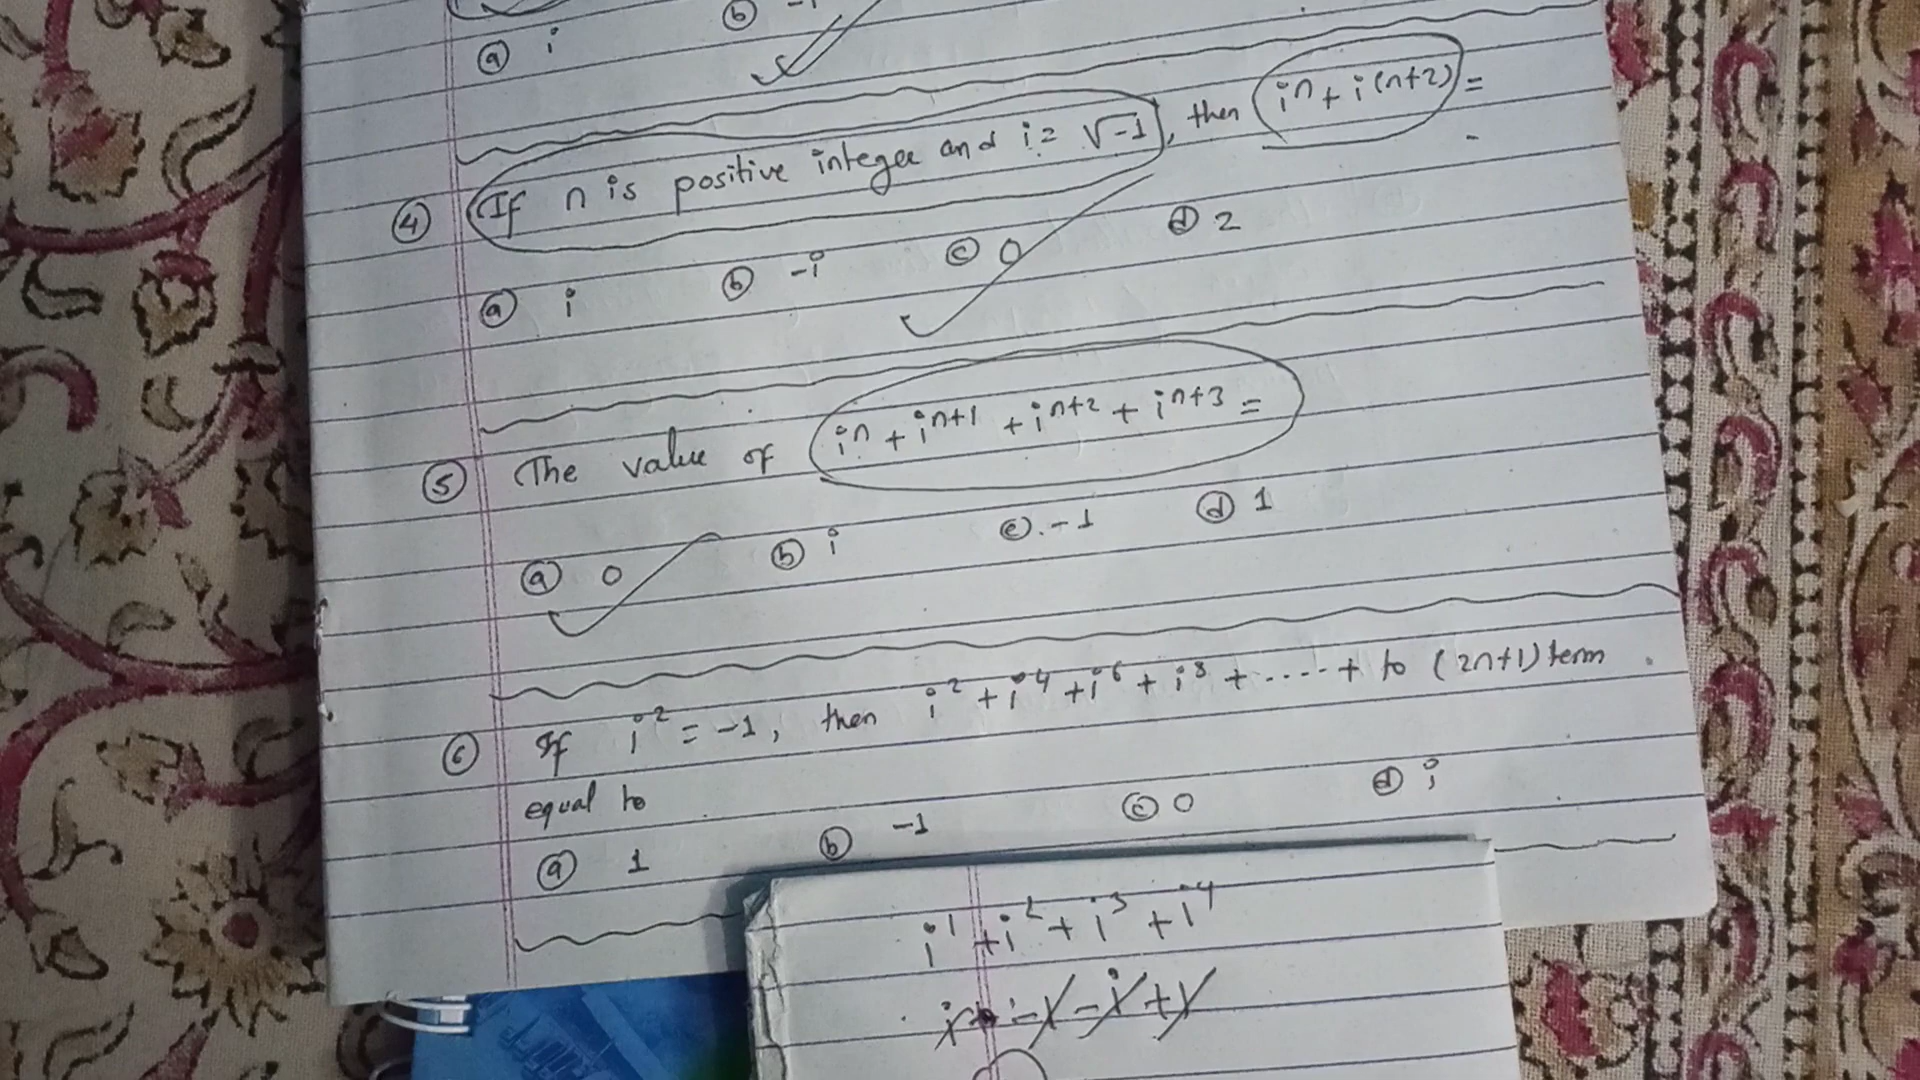 ⓐ i ⓑ -1
④ If n is positive integer and i = √-1, then iⁿ + i(n+2) =
ⓐ i ⓑ -i ⓒ 0 ⓓ 2
⑤ The value of iⁿ + iⁿ⁺¹ + iⁿ⁺² + iⁿ⁺³ =
ⓐ 0 ⓑ i ⓒ. -1 ⓓ 1
⑥ If i² = -1, then i² + i⁴ + i⁶ + i⁸ + ..... + to (2n+1) term.
equal to
ⓐ 1 ⓑ -1 ⓒ 0 ⓓ i
i¹ + i² + i³ + i⁴